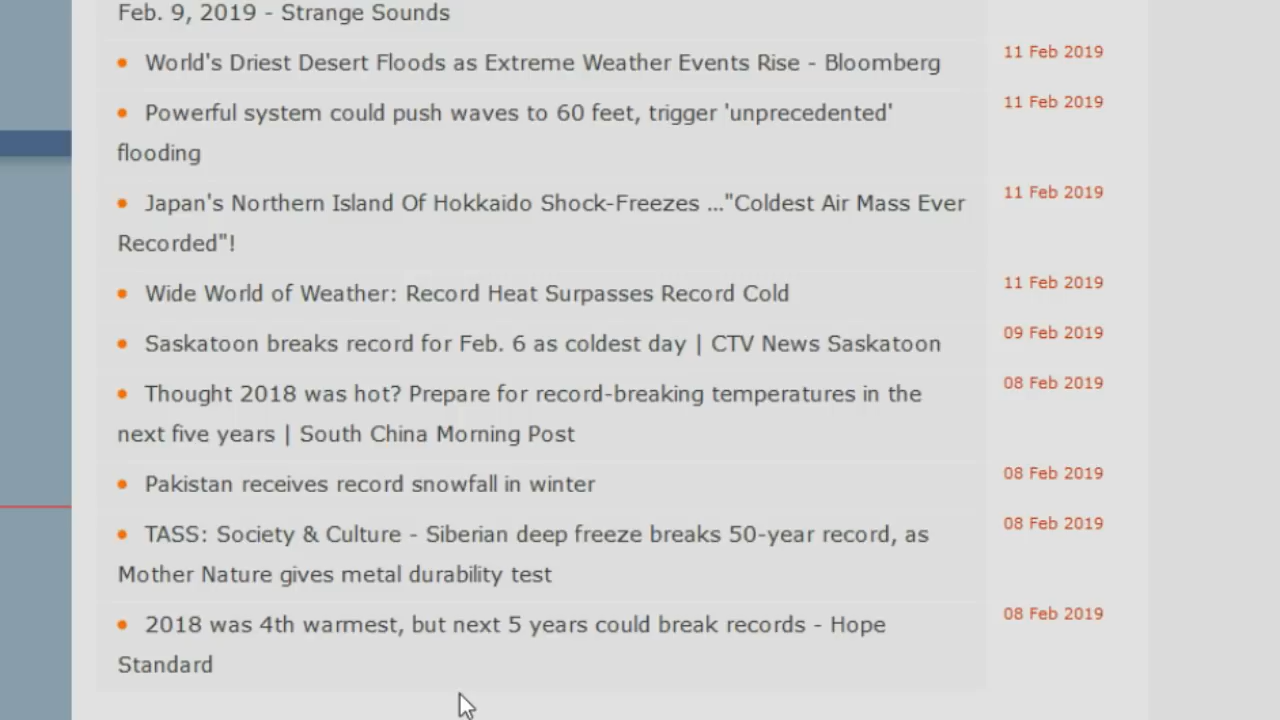 Feb. 9, 2019 - Strange Sounds
World's Driest Desert Floods as Extreme Weather Events Rise - Bloomberg
11 Feb 2019
Powerful system could push waves to 60 feet, trigger 'unprecedented'
11 Feb 2019
flooding
Japan's Northern Island Of Hokkaido Shock-Freezes ..."Coldest Air Mass Ever
11 Feb 2019
Recorded"!
Wide World of Weather: Record Heat Surpasses Record Cold
11 Feb 2019
Saskatoon breaks record for Feb. 6 as coldest day | CTV News Saskatoon
09 Feb 2019
Thought 2018 was hot? Prepare for record-breaking temperatures in the
08 Feb 2019
next five years | South China Morning Post
Pakistan receives record snowfall in winter
08 Feb 2019
TASS: Society & Culture - Siberian deep freeze breaks 50-year record, as
08 Feb 2019
Mother Nature gives metal durability test
2018 was 4th warmest, but next 5 years could break records - Hope
08 Feb 2019
Standard